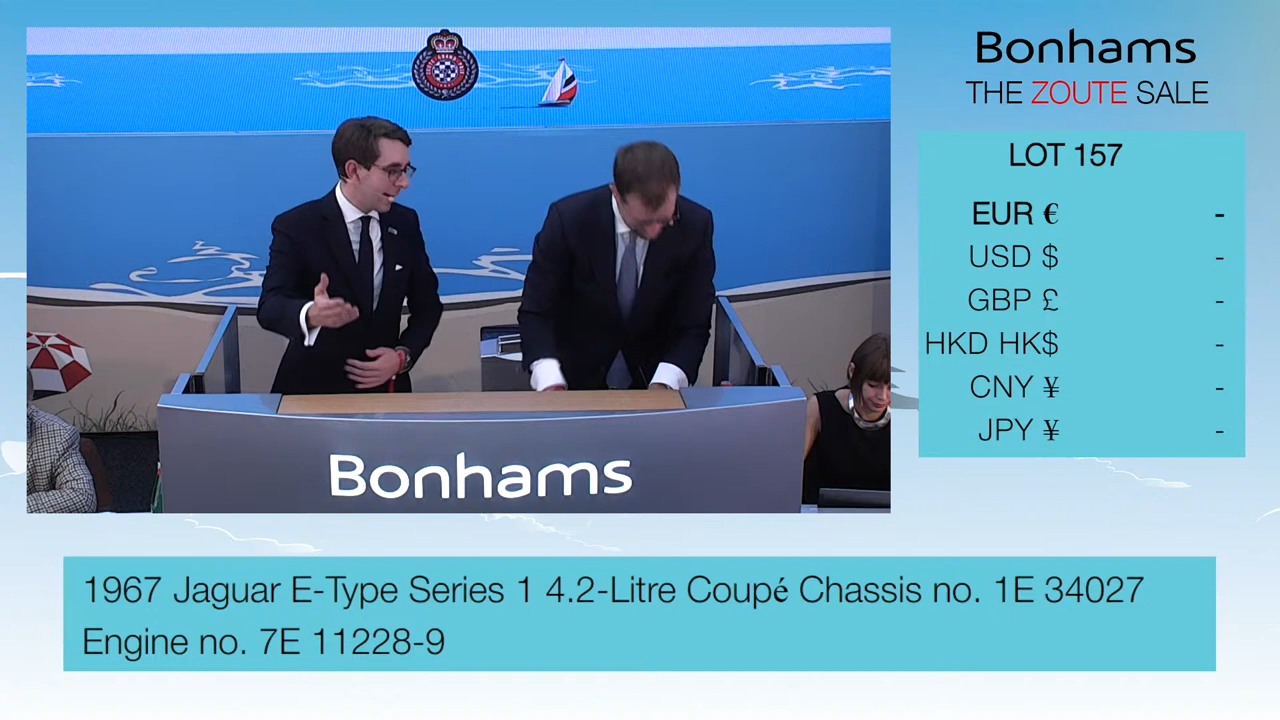 Bonhams
THE ZOUTE SALE
LOT 157
EUR € -
USD $ -
GBP £ -
HKD HK$ -
CNY ¥ -
JPY ¥ -
Bonhams
1967 Jaguar E-Type Series 1 4.2-Litre Coupé Chassis no. 1E 34027
Engine no. 7E 11228-9